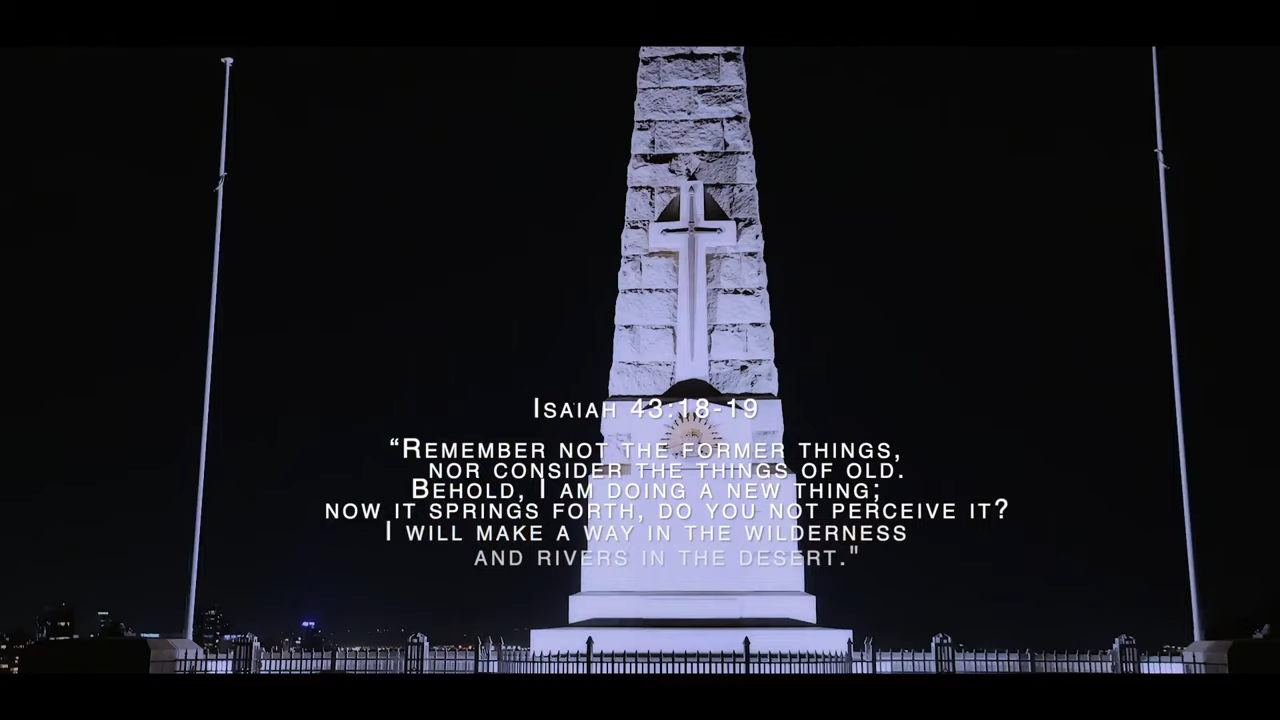 Isaiah 43:18-19
“Remember not the former things,
nor consider the things of old.
Behold, I am doing a new thing;
now it springs forth, do you not perceive it?
I will make a way in the wilderness
and rivers in the desert."